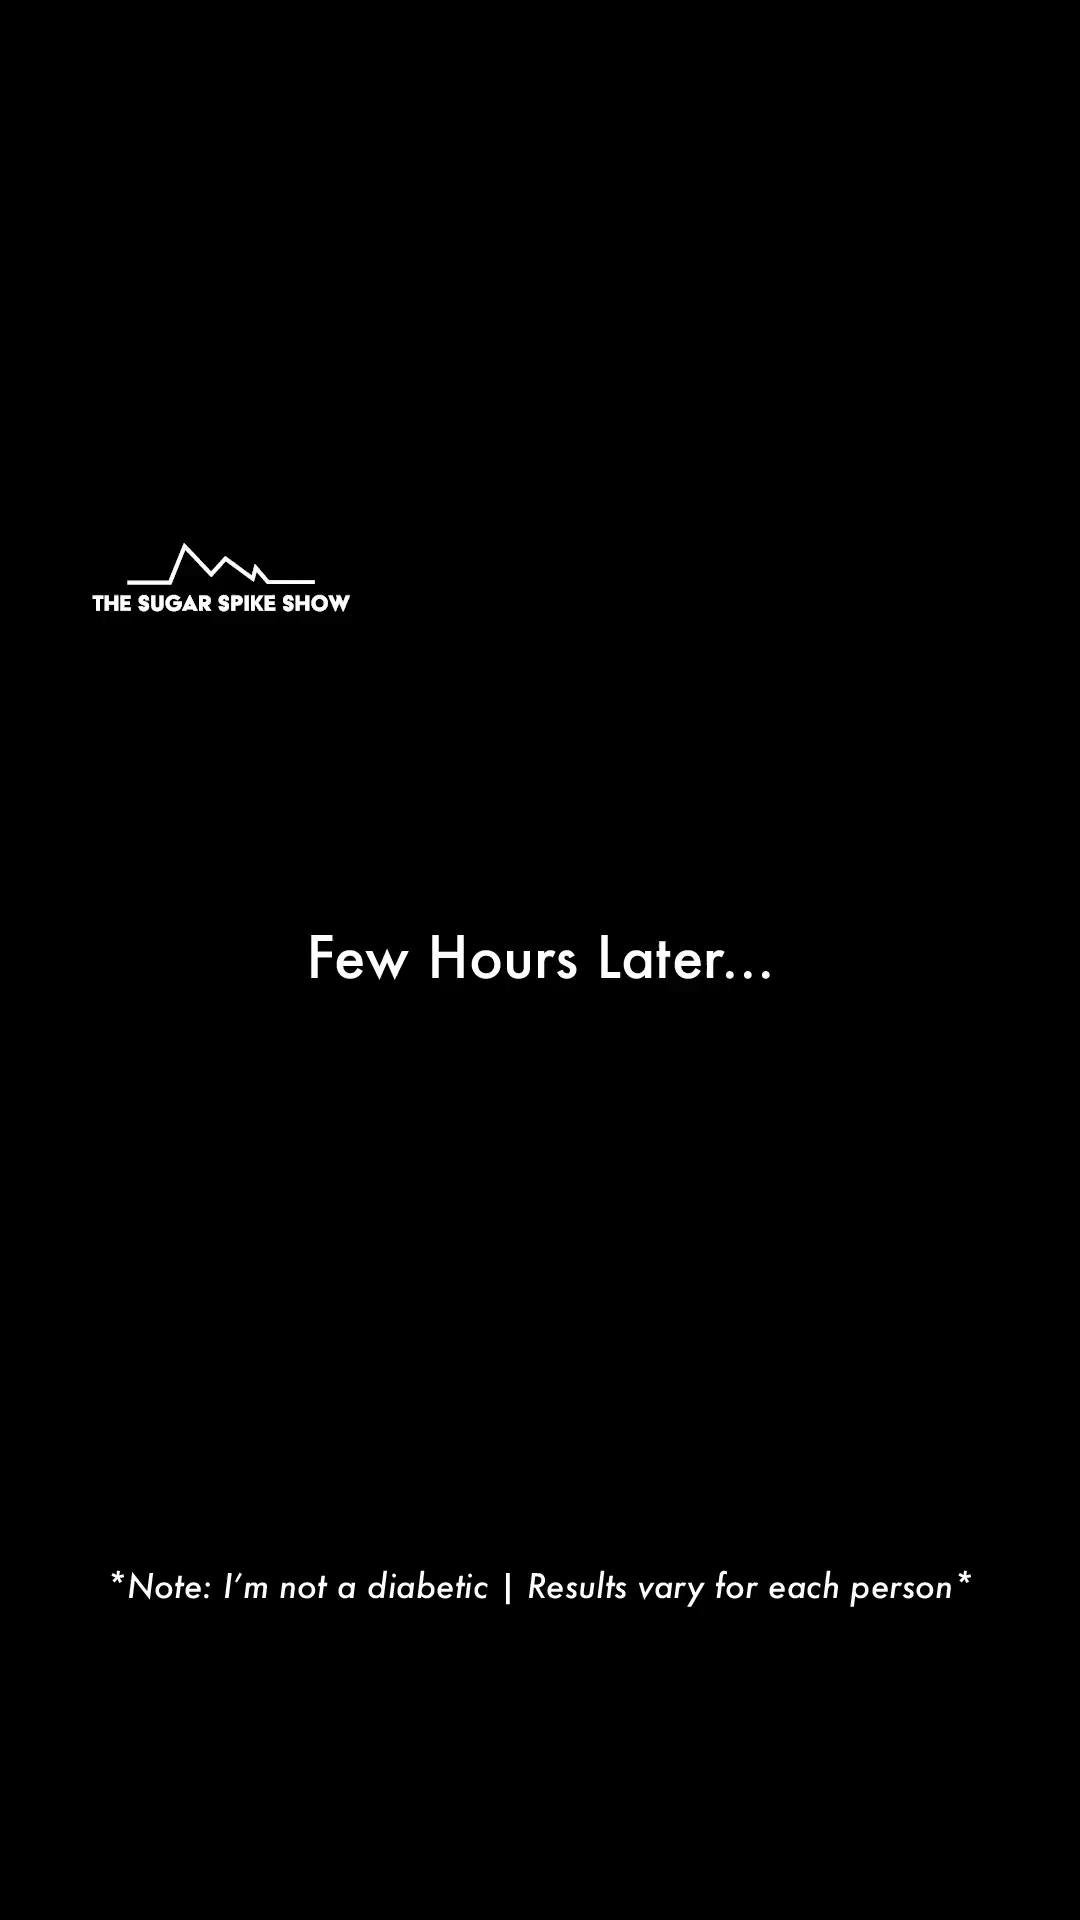 THE SUGAR SPIKE SHOW
Few Hours Later...
*Note: I’m not a diabetic | Results vary for each person*